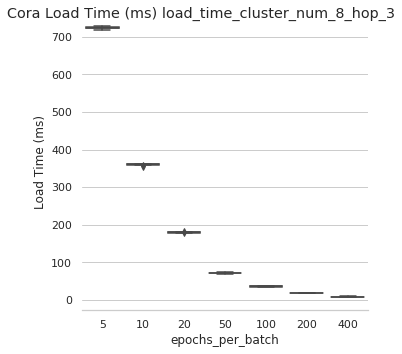 Cora Load Time (ms) load_time_cluster_num_8_hop_3
700
600
500
400
300
200
100
0
Load Time (ms)
5 10 20 50 100 200 400
epochs_per_batch